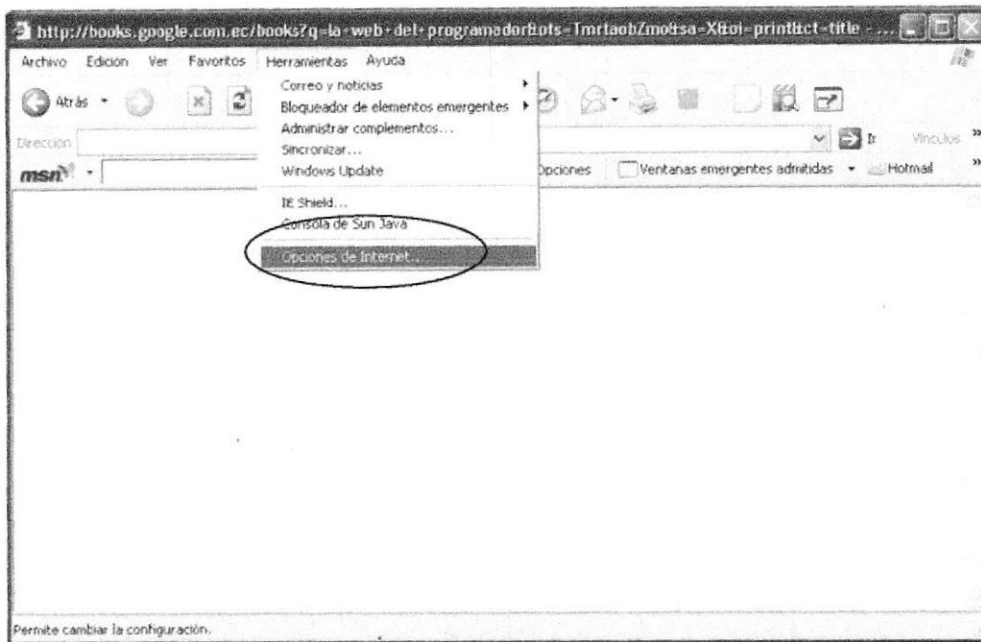 http://books.google.com.ec/books?q=la+web+del+programador&ots=TmrtaobZmo&sa=X&oi=print&ct=title - ...
Archivo Edición Ver Favoritos Herramientas Ayuda
Correo y noticias
Atrás
Bloqueador de elementos emergentes
Administrar complementos...
Dirección
Ir
Vínculos »
Sincronizar...
msn
Windows Update
Opciones
Ventanas emergentes admitidas
Hotmail »
IE Shield...
Consola de Sun Java
Opciones de Internet...
Permite cambiar la configuración.